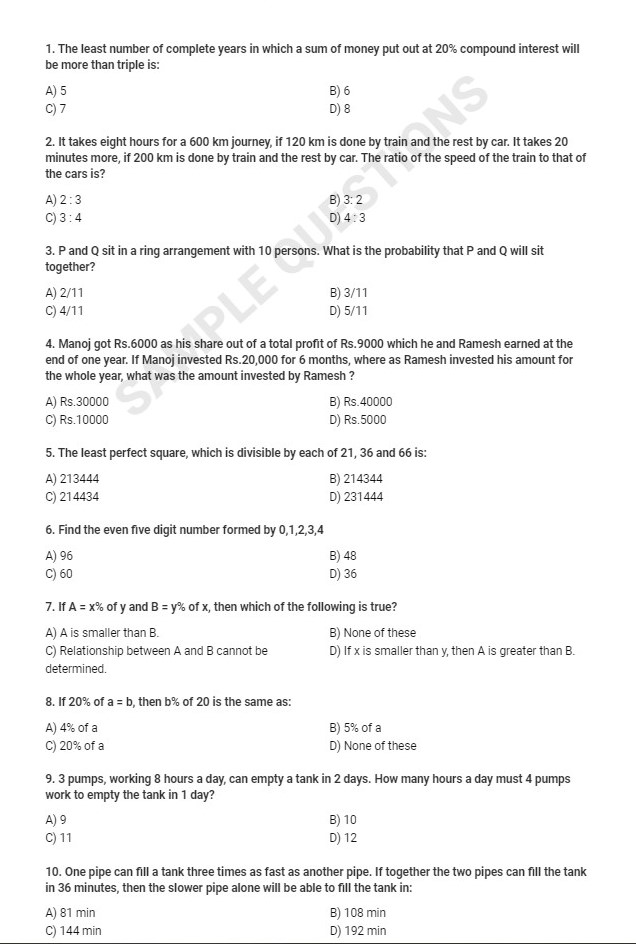 1. The least number of complete years in which a sum of money put out at 20% compound interest will
be more than triple is:
A) 5
B) 6
C) 7
D) 8
2. It takes eight hours for a 600 km journey, if 120 km is done by train and the rest by car. It takes 20
minutes more, if 200 km is done by train and the rest by car. The ratio of the speed of the train to that of
the cars is?
A) 2 : 3
B) 3: 2
C) 3 : 4
D) 4 : 3
3. P and Q sit in a ring arrangement with 10 persons. What is the probability that P and Q will sit
together?
A) 2/11
B) 3/11
C) 4/11
D) 5/11
4. Manoj got Rs.6000 as his share out of a total profit of Rs.9000 which he and Ramesh earned at the
end of one year. If Manoj invested Rs.20,000 for 6 months, where as Ramesh invested his amount for
the whole year, what was the amount invested by Ramesh ?
A) Rs.30000
B) Rs.40000
C) Rs.10000
D) Rs.5000
5. The least perfect square, which is divisible by each of 21, 36 and 66 is:
A) 213444
B) 214344
C) 214434
D) 231444
6. Find the even five digit number formed by 0,1,2,3,4
A) 96
B) 48
C) 60
D) 36
7. If A = x% of y and B = y% of x, then which of the following is true?
A) A is smaller than B.
B) None of these
C) Relationship between A and B cannot be
determined.
D) If x is smaller than y, then A is greater than B.
8. If 20% of a = b, then b% of 20 is the same as:
A) 4% of a
B) 5% of a
C) 20% of a
D) None of these
9. 3 pumps, working 8 hours a day, can empty a tank in 2 days. How many hours a day must 4 pumps
work to empty the tank in 1 day?
A) 9
B) 10
C) 11
D) 12
10. One pipe can fill a tank three times as fast as another pipe. If together the two pipes can fill the tank
in 36 minutes, then the slower pipe alone will be able to fill the tank in:
A) 81 min
B) 108 min
C) 144 min
D) 192 min
SAMPLE QUESTIONS